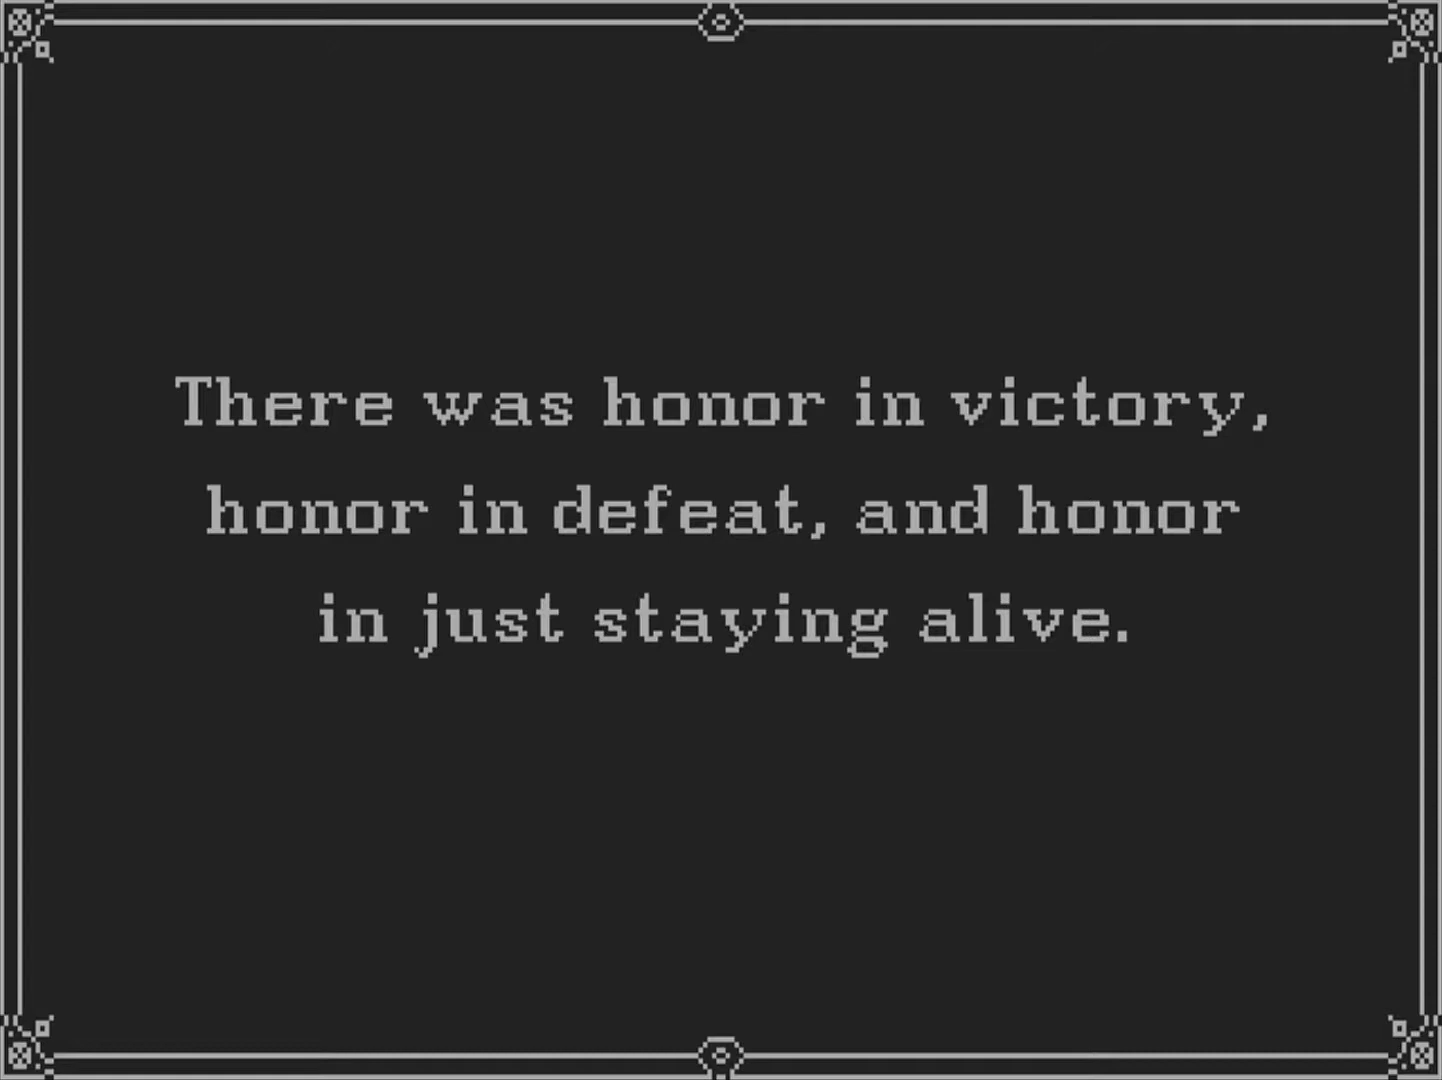 There was honor in victory,
honor in defeat, and honor
in just staying alive.